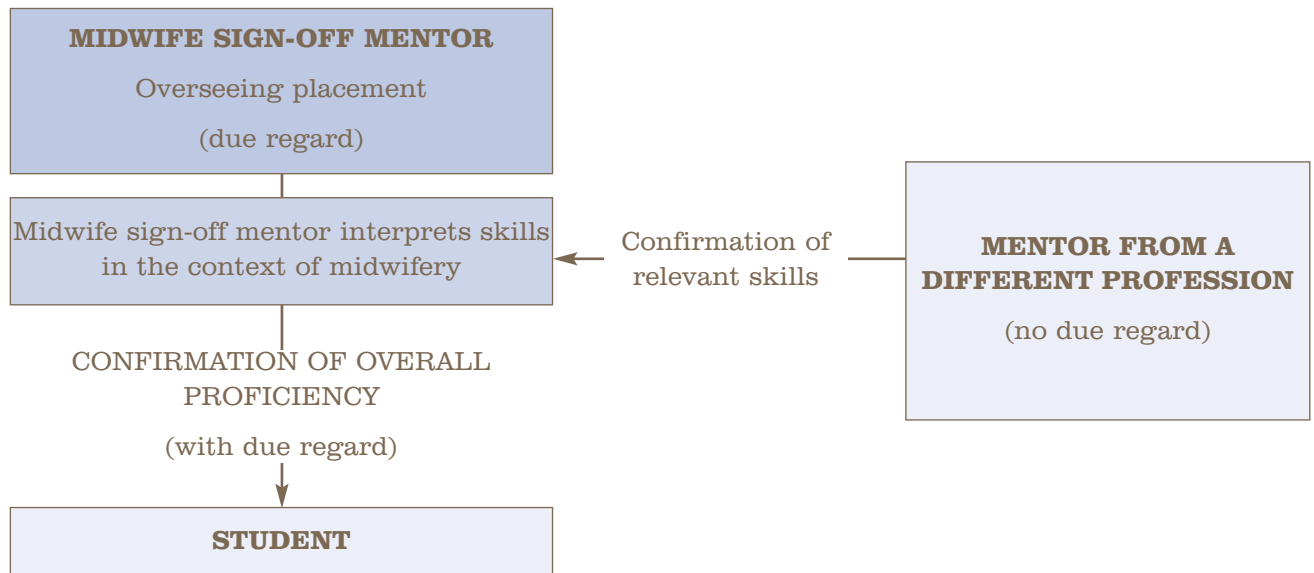 MIDWIFE SIGN-OFF MENTOR
Overseeing placement
(due regard)
Midwife sign-off mentor interprets skills
in the context of midwifery
Confirmation of
relevant skills
MENTOR FROM A
DIFFERENT PROFESSION
(no due regard)
CONFIRMATION OF OVERALL
PROFICIENCY
(with due regard)
STUDENT